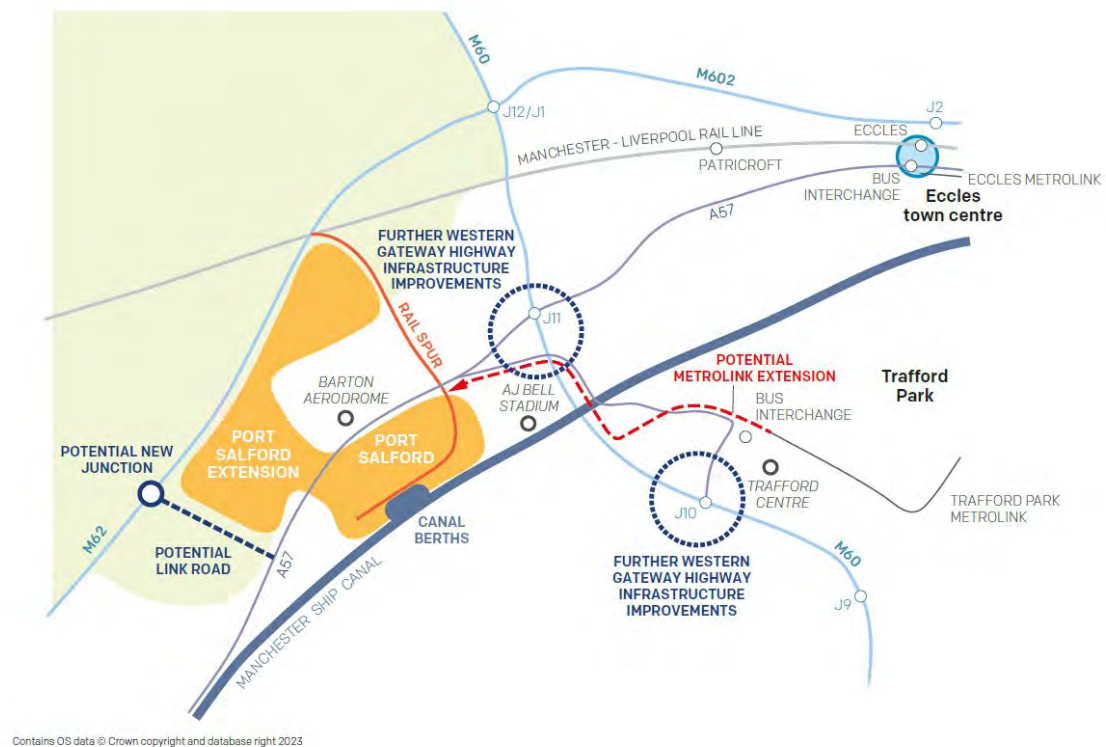 M60
M602
J12/J1
J2
MANCHESTER - LIVERPOOL RAIL LINE
ECCLES
PATRICROFT
BUS
INTERCHANGE
ECCLES METROLINK
Eccles
town centre
A57
FURTHER WESTERN
GATEWAY HIGHWAY
INFRASTRUCTURE
IMPROVEMENTS
J11
RAIL SPUR
POTENTIAL
METROLINK EXTENSION
Trafford
Park
BARTON
AERODROME
AJ BELL
STADIUM
BUS
INTERCHANGE
PORT
SALFORD
EXTENSION
PORT
SALFORD
POTENTIAL NEW
JUNCTION
TRAFFORD
CENTRE
TRAFFORD PARK
METROLINK
J10
CANAL
BERTHS
M62
POTENTIAL
LINK ROAD
A57
M60
FURTHER WESTERN
GATEWAY HIGHWAY
INFRASTRUCTURE
IMPROVEMENTS
J9
MANCHESTER SHIP CANAL
Contains OS data © Crown copyright and database right 2023